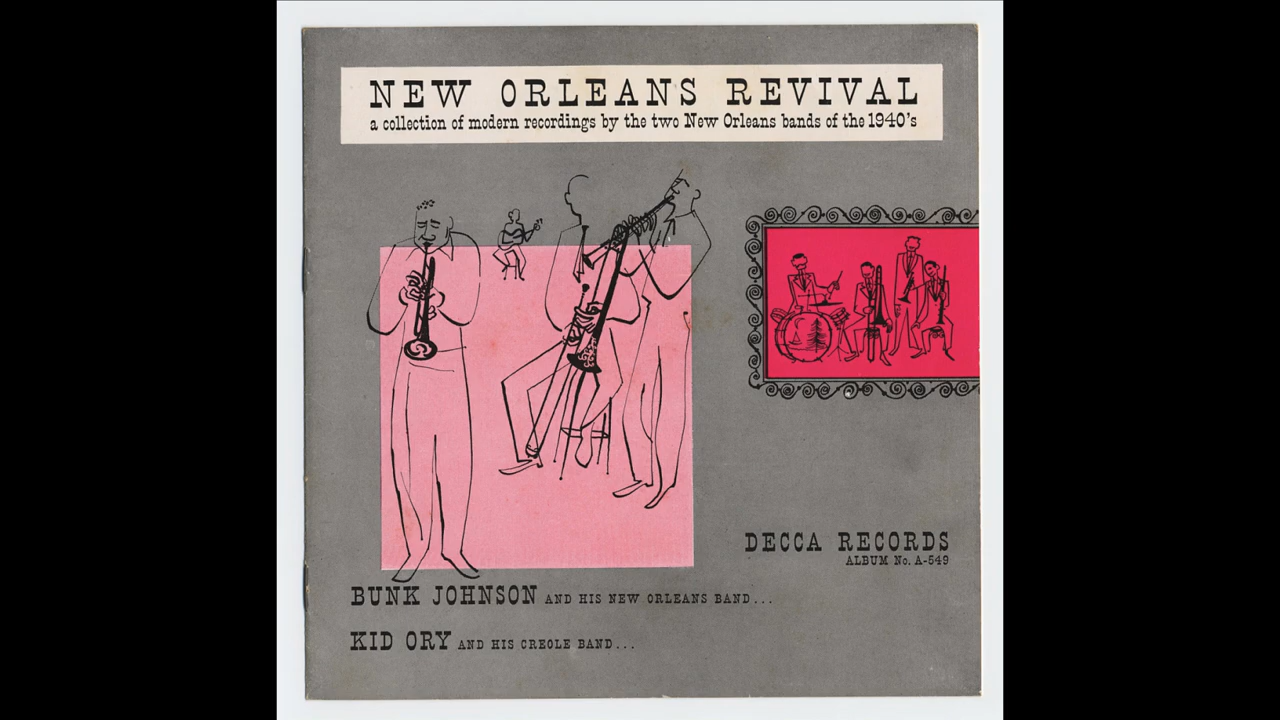 NEW ORLEANS REVIVAL
a collection of modern recordings by the two New Orleans bands of the 1940's
DECCA RECORDS
ALBUM No. A-549
BUNK JOHNSON AND HIS NEW ORLEANS BAND...
KID ORY AND HIS CREOLE BAND...